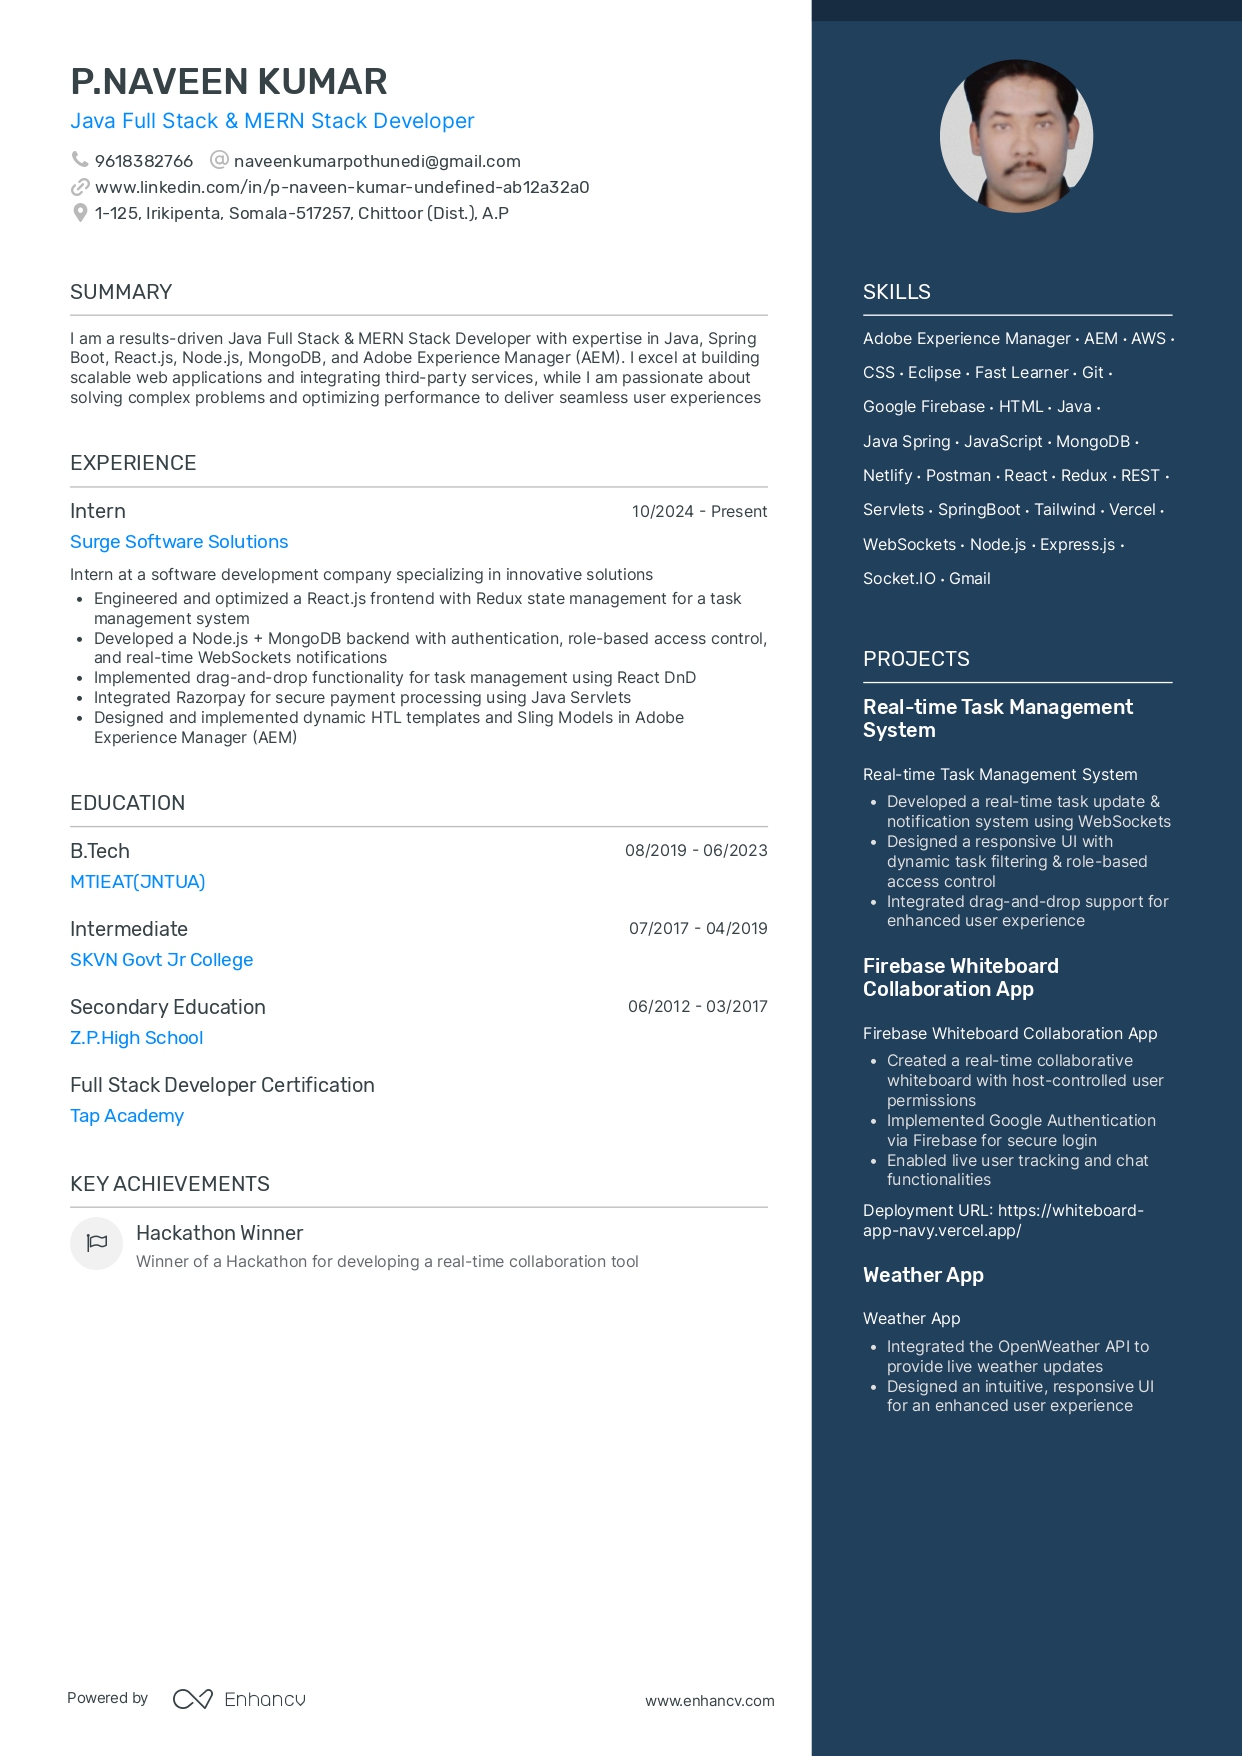 P.NAVEEN KUMAR
Java Full Stack & MERN Stack Developer
9618382766 naveenkumarpothunedi@gmail.com
www.linkedin.com/in/p-naveen-kumar-undefined-ab12a32a0
1-125, Irikipenta, Somala-517257, Chittoor (Dist.), A.P
SUMMARY
I am a results-driven Java Full Stack & MERN Stack Developer with expertise in Java, Spring
Boot, React.js, Node.js, MongoDB, and Adobe Experience Manager (AEM). I excel at building
scalable web applications and integrating third-party services, while I am passionate about
solving complex problems and optimizing performance to deliver seamless user experiences
EXPERIENCE
Intern 10/2024 - Present
Surge Software Solutions
Intern at a software development company specializing in innovative solutions
• Engineered and optimized a React.js frontend with Redux state management for a task
management system
• Developed a Node.js + MongoDB backend with authentication, role-based access control,
and real-time WebSockets notifications
• Implemented drag-and-drop functionality for task management using React DnD
• Integrated Razorpay for secure payment processing using Java Servlets
• Designed and implemented dynamic HTL templates and Sling Models in Adobe
Experience Manager (AEM)
EDUCATION
B.Tech 08/2019 - 06/2023
MTIEAT(JNTUA)
Intermediate 07/2017 - 04/2019
SKVN Govt Jr College
Secondary Education 06/2012 - 03/2017
Z.P.High School
Full Stack Developer Certification
Tap Academy
KEY ACHIEVEMENTS
Hackathon Winner
Winner of a Hackathon for developing a real-time collaboration tool
SKILLS
Adobe Experience Manager • AEM • AWS •
CSS • Eclipse • Fast Learner • Git •
Google Firebase • HTML • Java •
Java Spring • JavaScript • MongoDB •
Netlify • Postman • React • Redux • REST •
Servlets • SpringBoot • Tailwind • Vercel •
WebSockets • Node.js • Express.js •
Socket.IO • Gmail
PROJECTS
Real-time Task Management
System
Real-time Task Management System
• Developed a real-time task update &
notification system using WebSockets
• Designed a responsive UI with
dynamic task filtering & role-based
access control
• Integrated drag-and-drop support for
enhanced user experience
Firebase Whiteboard
Collaboration App
Firebase Whiteboard Collaboration App
• Created a real-time collaborative
whiteboard with host-controlled user
permissions
• Implemented Google Authentication
via Firebase for secure login
• Enabled live user tracking and chat
functionalities
Deployment URL: https://whiteboard-
app-navy.vercel.app/
Weather App
Weather App
• Integrated the OpenWeather API to
provide live weather updates
• Designed an intuitive, responsive UI
for an enhanced user experience
Powered by Enhancv www.enhancv.com